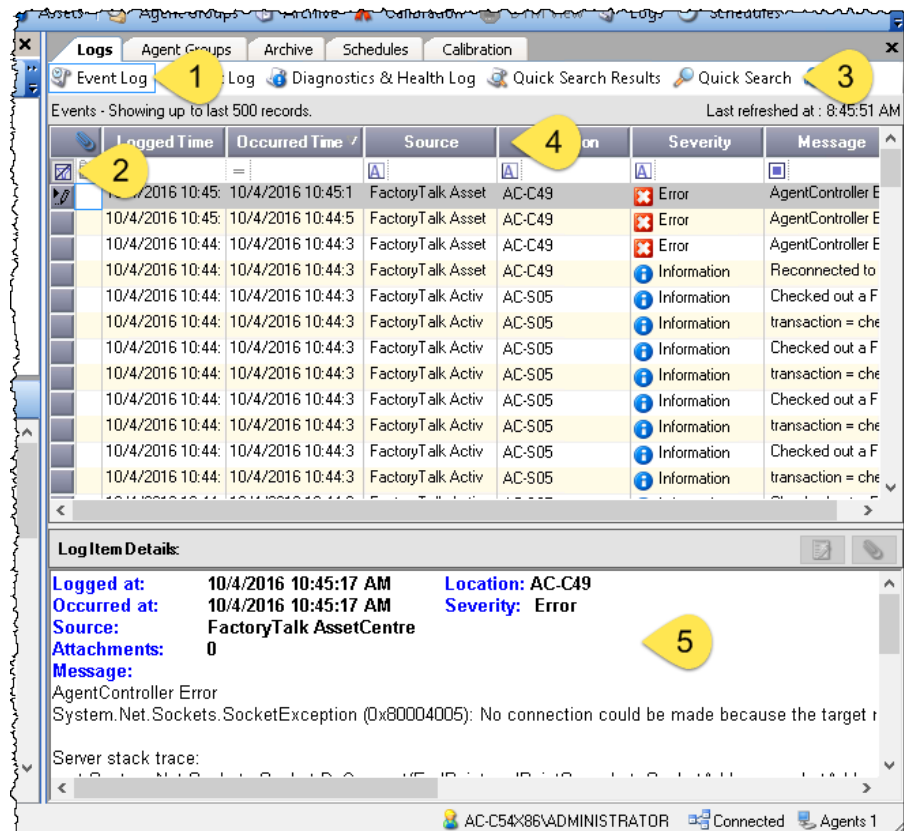 Logs Agent Groups Archive Schedules Calibration
Event Log 1 Log Diagnostics & Health Log Quick Search Results Quick Search 3
Events - Showing up to last 500 records. Last refreshed at : 8:45:51 AM
Logged Time Occurred Time Source 4 on Severity Message
2 = A A A
10/4/2016 10:45: 10/4/2016 10:45:1 FactoryTalk Asset AC-C49 Error AgentController E
10/4/2016 10:45: 10/4/2016 10:44:5 FactoryTalk Asset AC-C49 Error AgentController E
10/4/2016 10:44: 10/4/2016 10:44:3 FactoryTalk Asset AC-C49 Error AgentController E
10/4/2016 10:44: 10/4/2016 10:44:3 FactoryTalk Asset AC-C49 Information Reconnected to
10/4/2016 10:44: 10/4/2016 10:44:3 FactoryTalk Activ AC-S05 Information Checked out a F
10/4/2016 10:44: 10/4/2016 10:44:3 FactoryTalk Activ AC-S05 Information transaction = che
10/4/2016 10:44: 10/4/2016 10:44:3 FactoryTalk Activ AC-S05 Information Checked out a F
10/4/2016 10:44: 10/4/2016 10:44:3 FactoryTalk Activ AC-S05 Information transaction = che
10/4/2016 10:44: 10/4/2016 10:44:3 FactoryTalk Activ AC-S05 Information Checked out a F
10/4/2016 10:44: 10/4/2016 10:44:3 FactoryTalk Activ AC-S05 Information transaction = che
10/4/2016 10:44: 10/4/2016 10:44:3 FactoryTalk Activ AC-S05 Information Checked out a F
10/4/2016 10:44: 10/4/2016 10:44:3 FactoryTalk Activ AC-S05 Information transaction = che
Log Item Details:
Logged at: 10/4/2016 10:45:17 AM Location: AC-C49
Occurred at: 10/4/2016 10:45:17 AM Severity: Error
Source: FactoryTalk AssetCentre
Attachments: 0 5
Message:
AgentController Error
System.Net.Sockets.SocketException (0x80004005): No connection could be made because the target r
Server stack trace:
AC-C54X86\ADMINISTRATOR Connected Agents 1